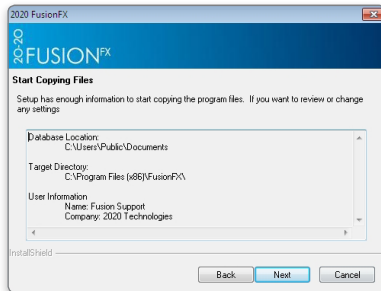 2020 FusionFX
20-20
FUSIONFX
Start Copying Files
Setup has enough information to start copying the program files. If you want to review or change
any settings
Database Location:
C:\Users\Public\Documents
Target Directory:
C:\Program Files (x86)\FusionFX\
User Information
Name: Fusion Support
Company: 2020 Technologies
InstallShield
Back Next Cancel